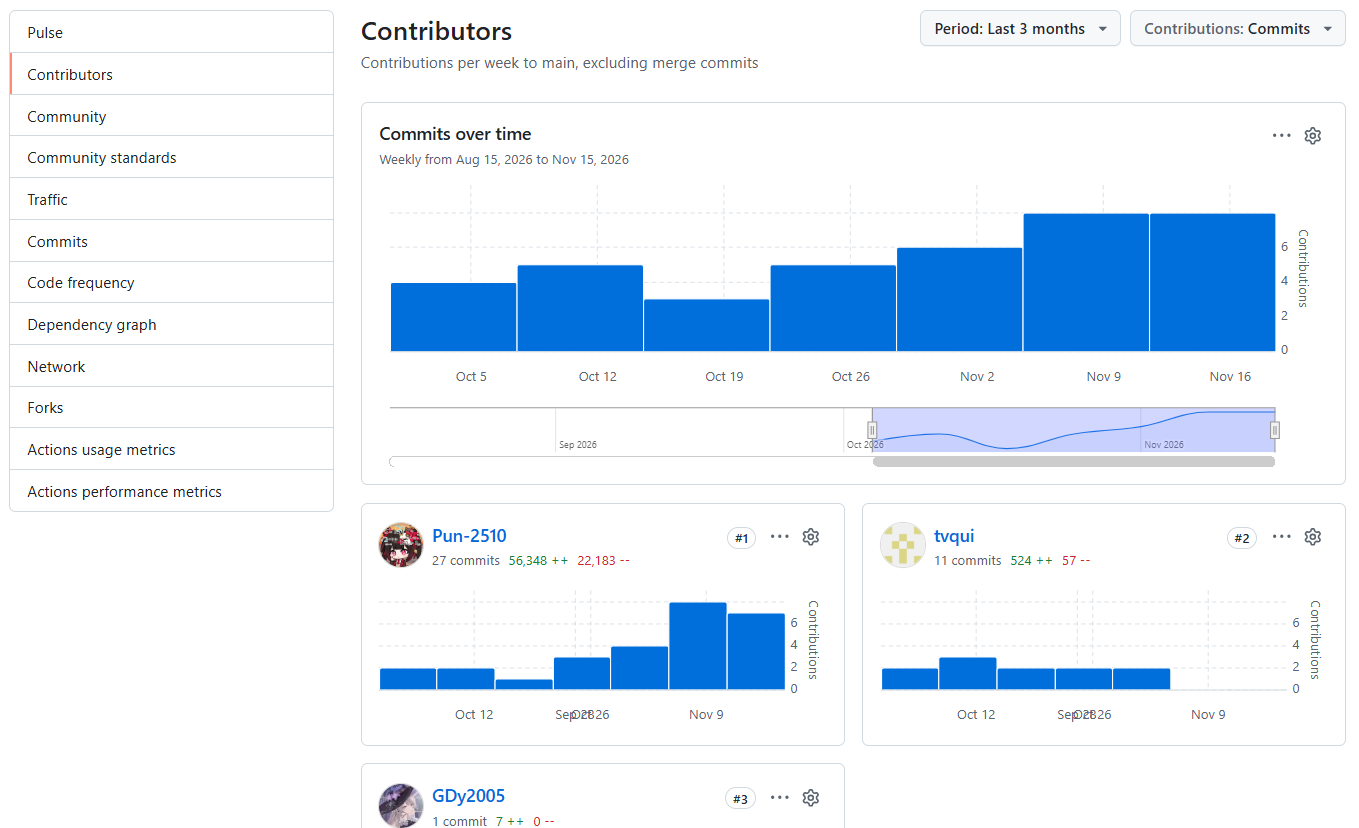 Pulse
Contributors
Community
Community standards
Traffic
Commits
Code frequency
Dependency graph
Network
Forks
Actions usage metrics
Actions performance metrics
Contributors
Period: Last 3 months
Contributions: Commits
Contributions per week to main, excluding merge commits
Commits over time
Weekly from Aug 15, 2026 to Nov 15, 2026
6
4
2
0
Contributions
Oct 5 Oct 12 Oct 19 Oct 26 Nov 2 Nov 9 Nov 16
Sep 2026 Oct 2026 Nov 2026
Pun-2510 #1
27 commits 56,348 ++ 22,183 --
6
4
2
0
Contributions
Oct 12 Oct 26 Nov 9
tvqui #2
11 commits 524 ++ 57 --
6
4
2
0
Contributions
Oct 12 Oct 26 Nov 9
GDy2005 #3
1 commit 7 ++ 0 --